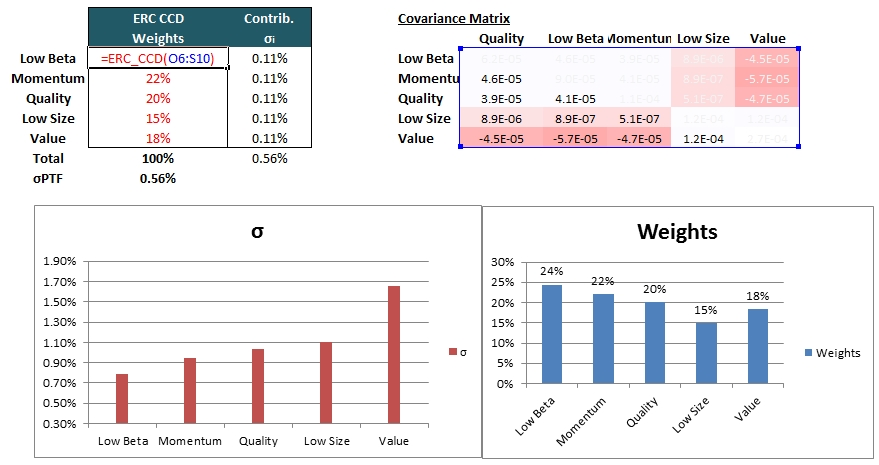 ERC CCD Contrib.
Weights σi
Low Beta =ERC_CCD(O6:S10) 0.11%
Momentum 22% 0.11%
Quality 20% 0.11%
Low Size 15% 0.11%
Value 18% 0.11%
Total 100% 0.56%
σPTF 0.56%
Covariance Matrix
Quality Low Beta Momentun Low Size Value
Low Beta -4.5E-05
Momentu 4.6E-05 -5.7E-05
Quality 3.9E-05 4.1E-05 -4.7E-05
Low Size 8.9E-06 8.9E-07 5.1E-07
Value -4.5E-05 -5.7E-05 -4.7E-05 1.2E-04
σ
1.90%
1.70%
1.50%
1.30%
1.10%
0.90%
0.70%
0.50%
0.30%
Low Beta Momentum Quality Low Size Value
σ
Weights
30%
25%
20%
15%
10%
5%
0%
24% 22% 20% 15% 18%
Low Beta Momentum Quality Low Size Value
Weights